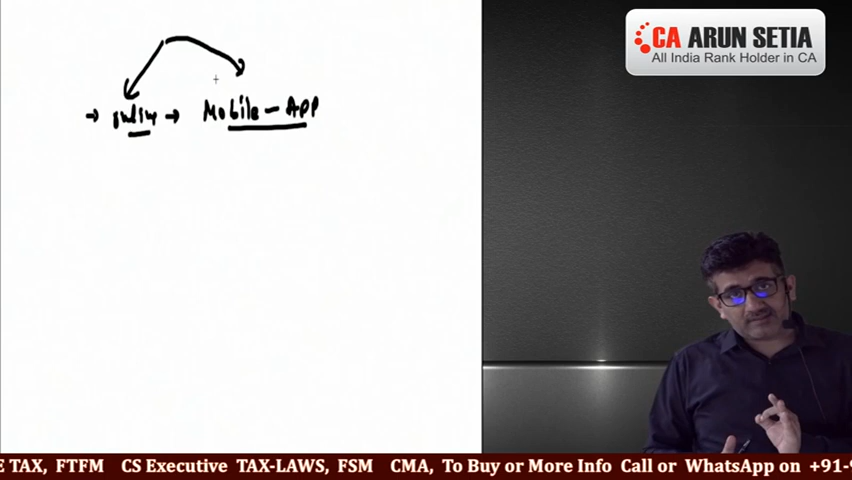 CA ARUN SETIA
All India Rank Holder in CA
→ → Mobile - App
E TAX, FTFM CS Executive TAX-LAWS, FSM CMA, To Buy or More Info Call or WhatsApp on +91-9